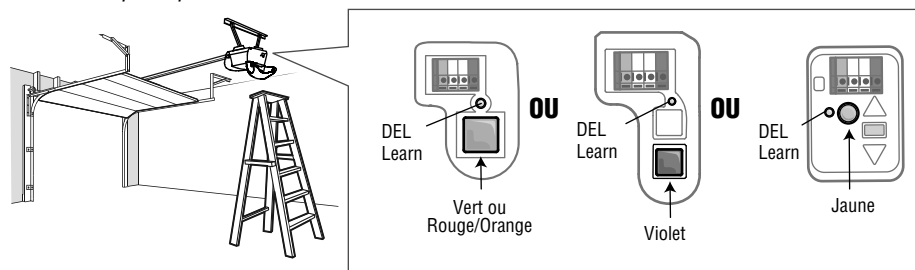 DEL
Learn
Vert ou
Rouge/Orange
OU
DEL
Learn
Violet
OU
DEL
Learn
Jaune